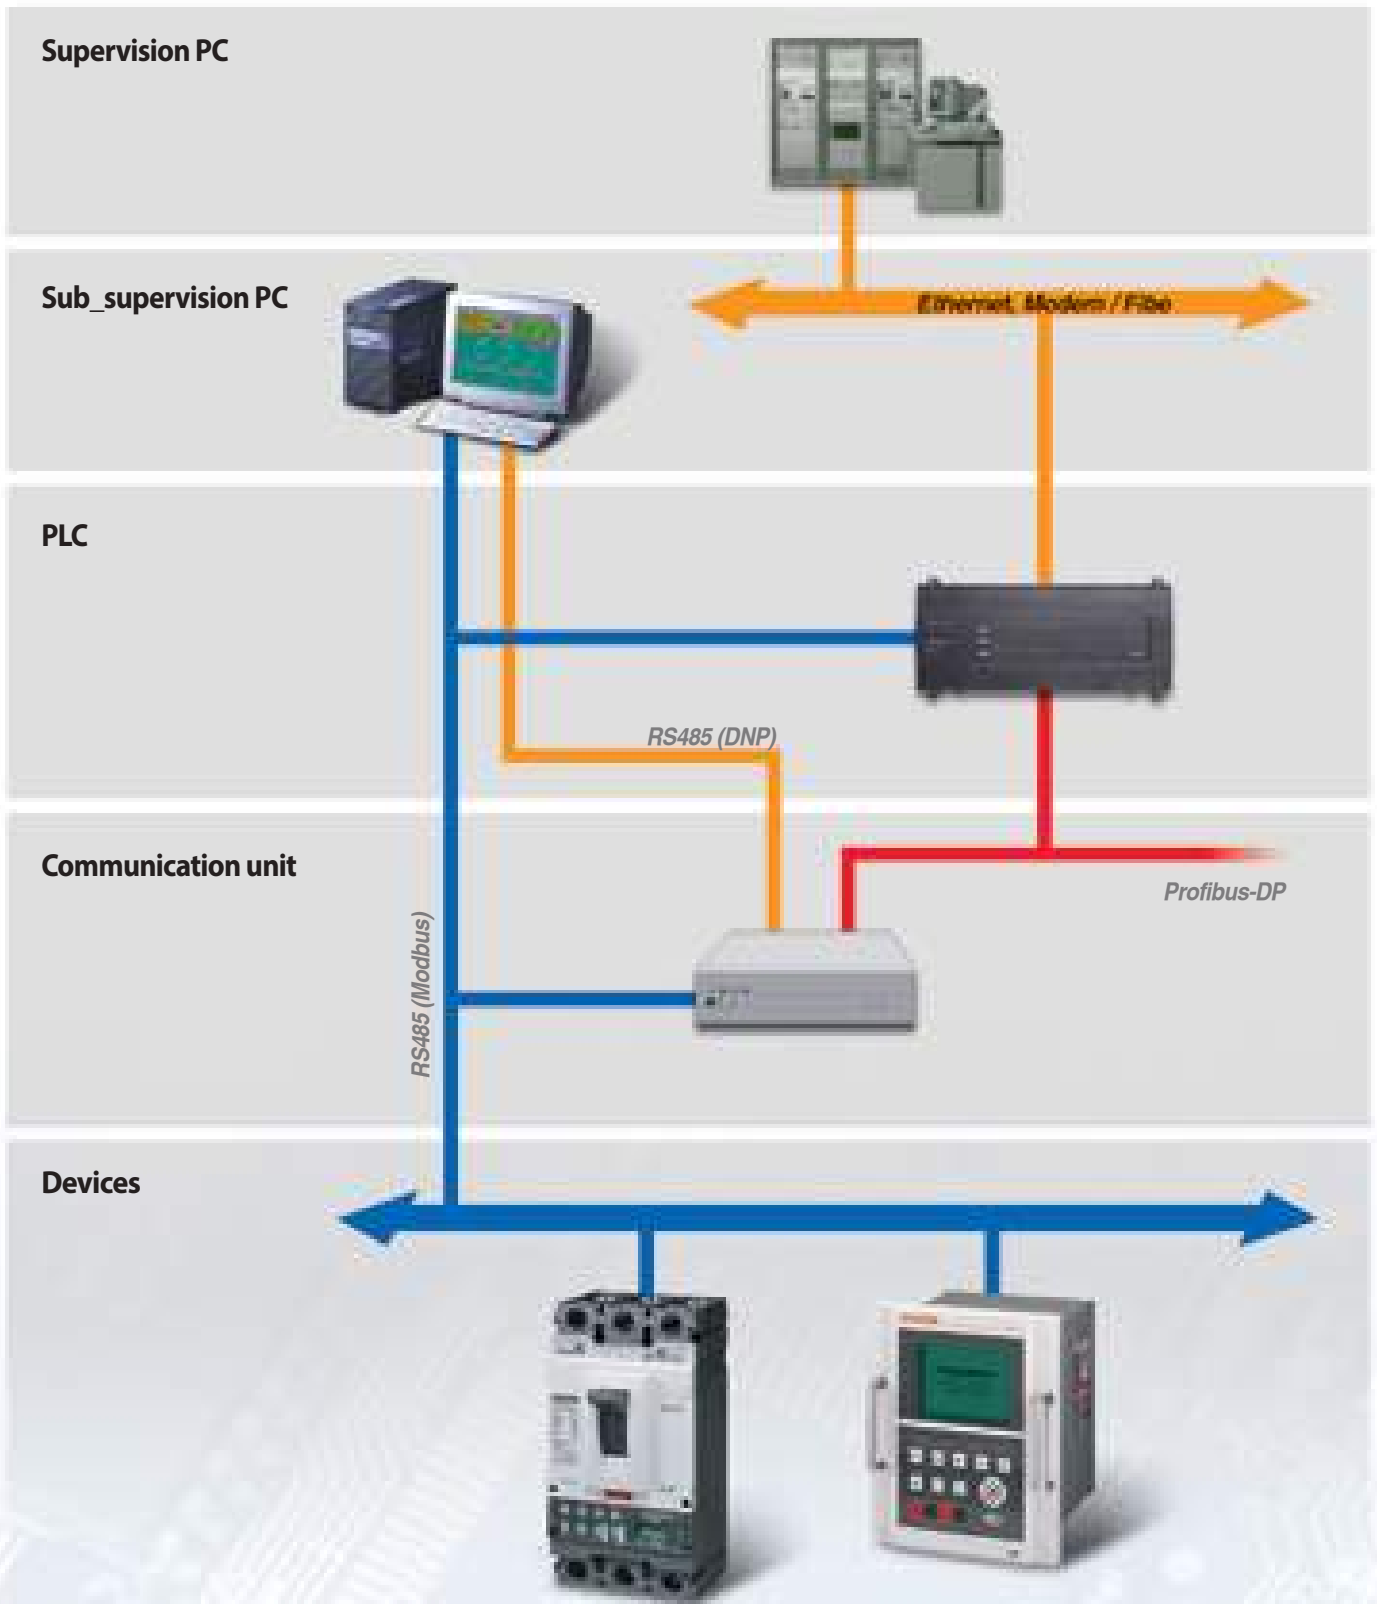 Supervision PC
Sub_supervision PC
Ethernet, Modem / Fibe
PLC
RS485 (DNP)
Communication unit
Profibus-DP
RS485 (Modbus)
Devices